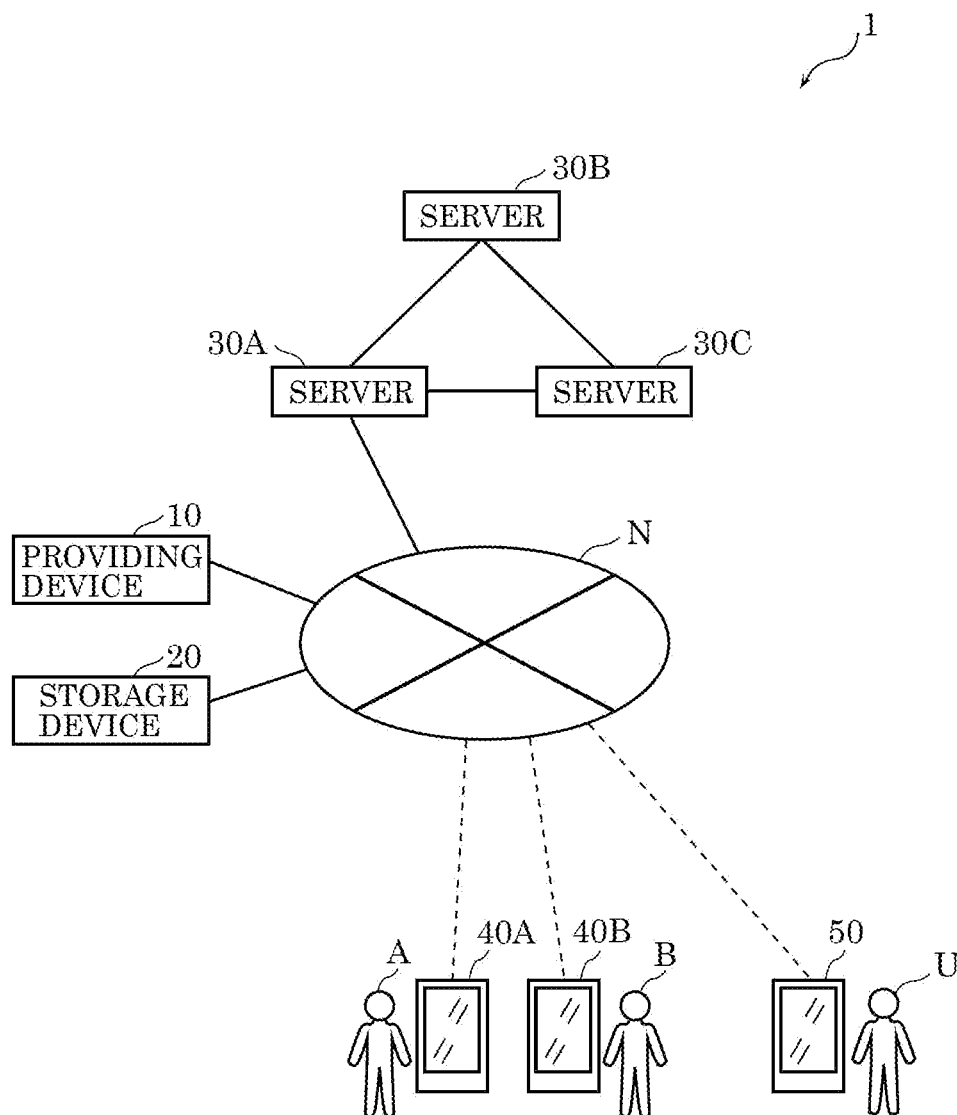 1
30B
SERVER
30A
30C
SERVER
SERVER
10
N
PROVIDING
DEVICE
20
STORAGE
DEVICE
A
40A
40B
B
50
U